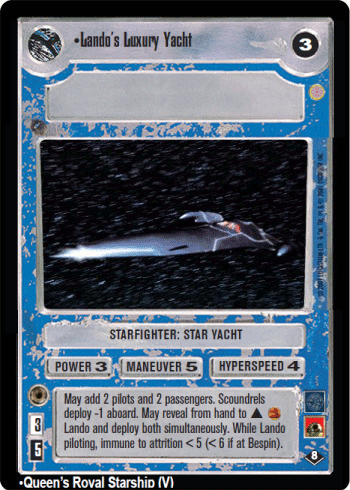 •Lando's Luxury Yacht
3
STARFIGHTER: STAR YACHT
POWER 3
MANEUVER 5
HYPERSPEED 4
May add 2 pilots and 2 passengers. Scoundrels
deploy -1 aboard. May reveal from hand to
Lando and deploy both simultaneously. While Lando
piloting, immune to attrition < 5 (< 6 if at Bespin).
3
5
8
•Queen's Royal Starship (V)